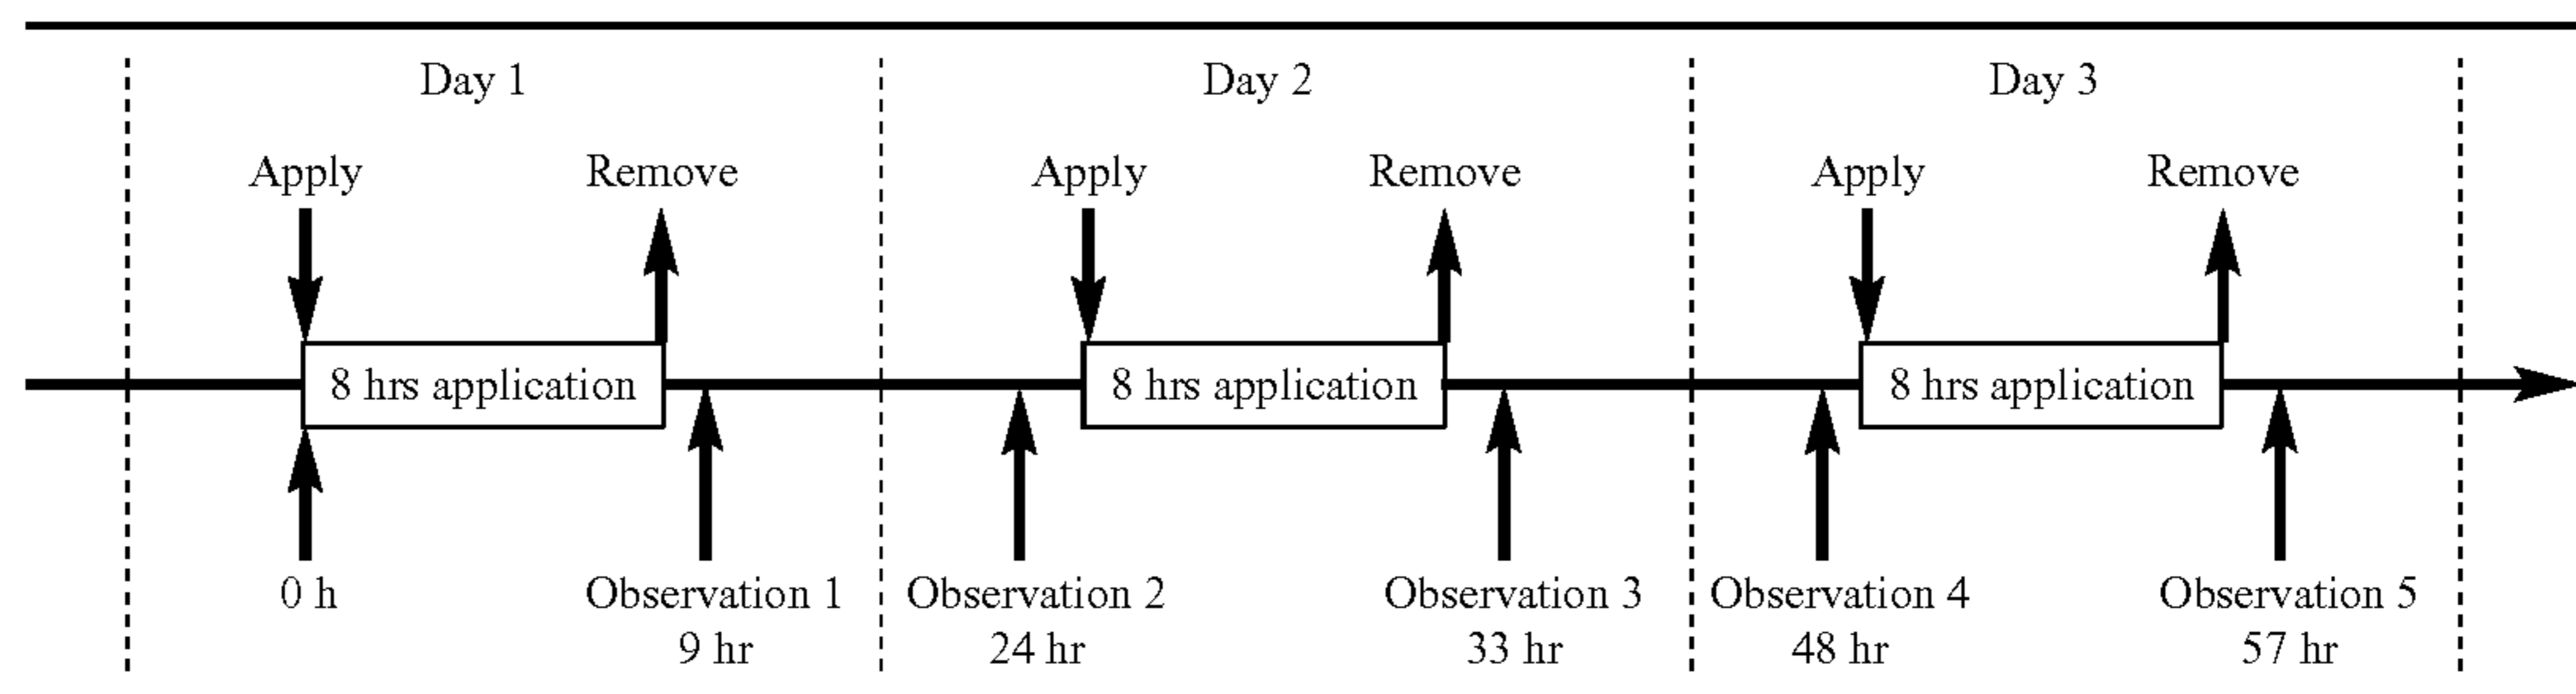 Day 1 Day 2 Day 3
Apply Remove Apply Remove Apply Remove
8 hrs application 8 hrs application 8 hrs application
0 h Observation 1 Observation 2 Observation 3 Observation 4 Observation 5
9 hr 24 hr 33 hr 48 hr 57 hr